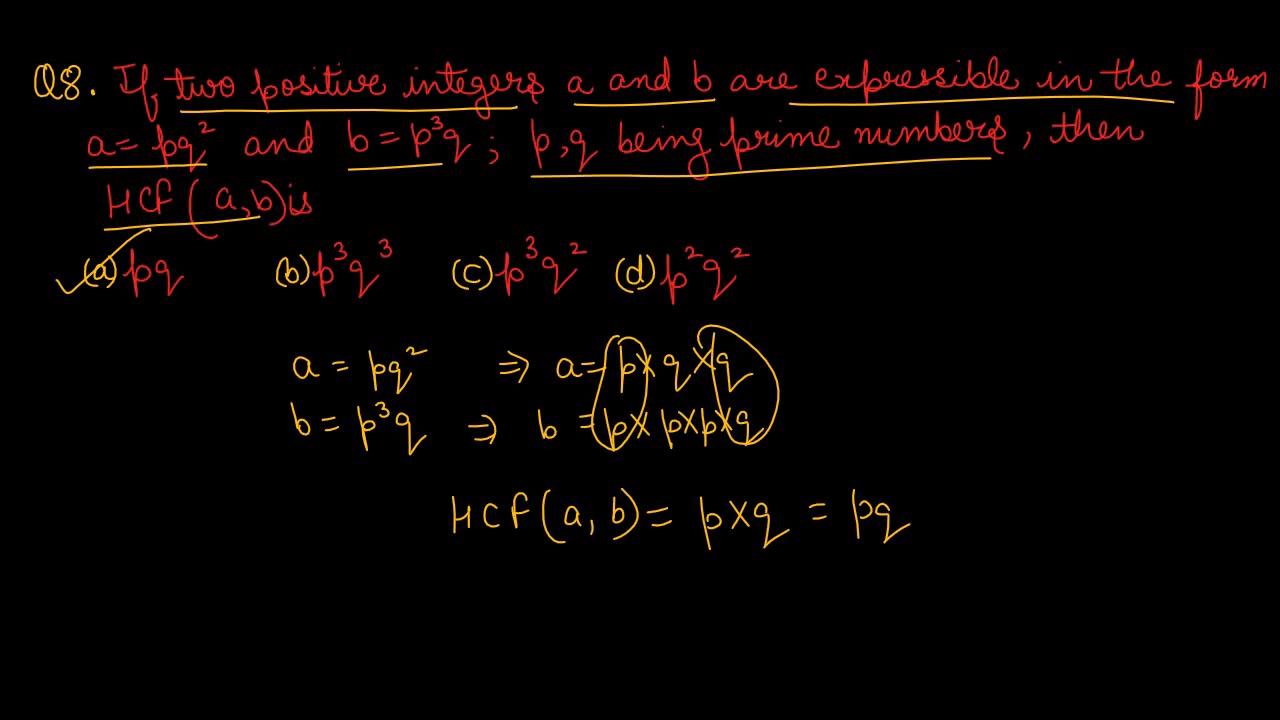 Q8. If two positive integers a and b are expressible in the form
a = pq² and b = p³q ; p,q being prime numbers, then
HCF (a,b) is
(a) pq (b) p³q³ (c) p³q² (d) p²q²
a = pq² ⇒ a = p×q×q
b = p³q ⇒ b = p×p×p×q
HCF(a, b) = p×q = pq